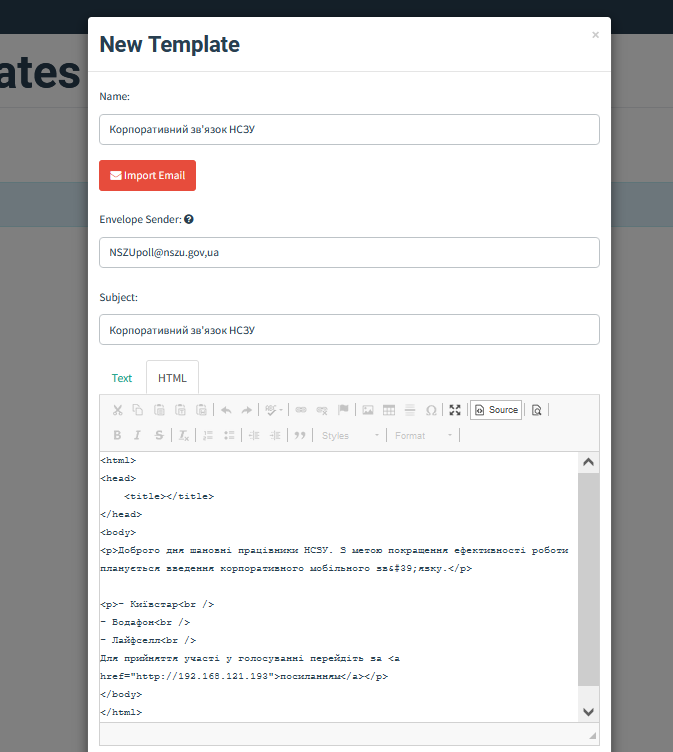 ates
New Template
×
Name:
Корпоративний зв'язок НСЗУ
Import Email
Envelope Sender:
NSZUpoll@nszu.gov,ua
Subject:
Корпоративний зв'язок НСЗУ
Text HTML
Source
B I S Tx Styles Format
<html>
<head>
<title></title>
</head>
<body>
<p>Доброго дня шановні працівники НСЗУ. З метою покращення ефективності роботи
планується введення корпоративного мобільного зв&#39;язку.</p>
<p>- Київстар<br />
- Водафон<br />
- Лайфселл<br />
Для прийняття участі у голосуванні перейдіть за <a
href="http://192.168.121.193">посиланням</a></p>
</body>
</html>